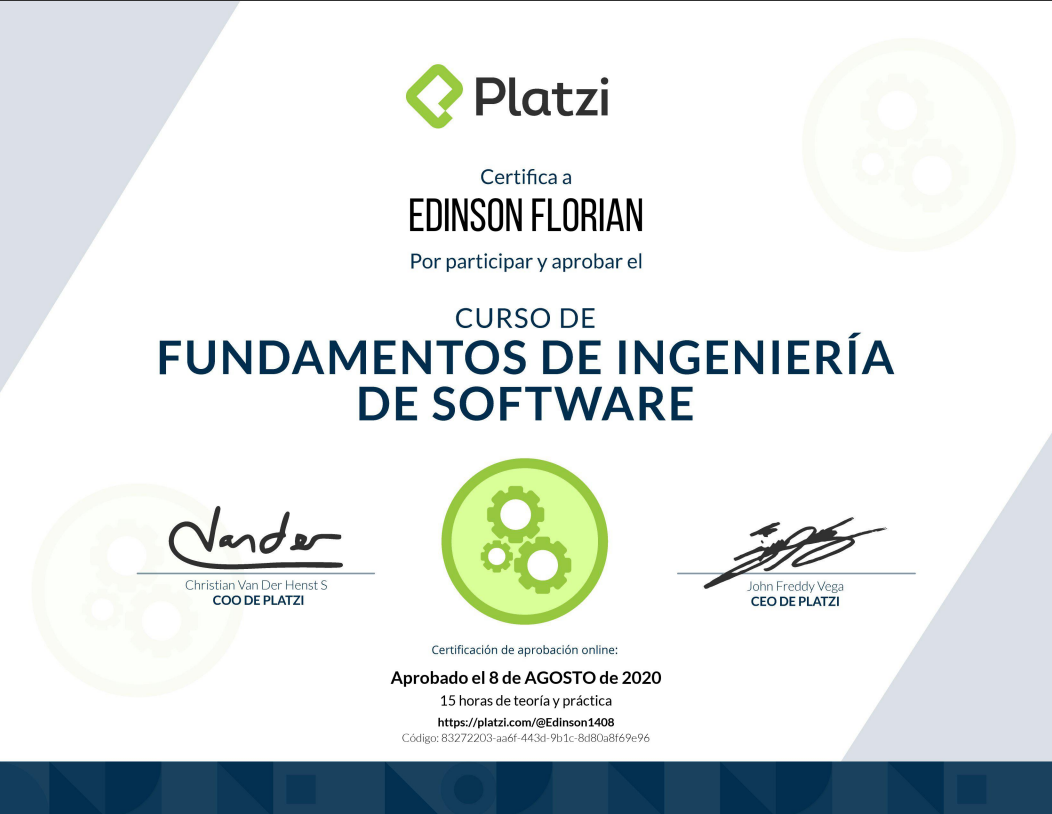 Platzi
Certifica a
EDINSON FLORIAN
Por participar y aprobar el
CURSO DE
FUNDAMENTOS DE INGENIERÍA
DE SOFTWARE
Vander
Christian Van Der Henst S
COO DE PLATZI
John Freddy Vega
CEO DE PLATZI
Certificación de aprobación online:
Aprobado el 8 de AGOSTO de 2020
15 horas de teoría y práctica
https://platzi.com/@Edinson1408
Código: 83272203-aa6f-443d-9b1c-8d80a8f69e96